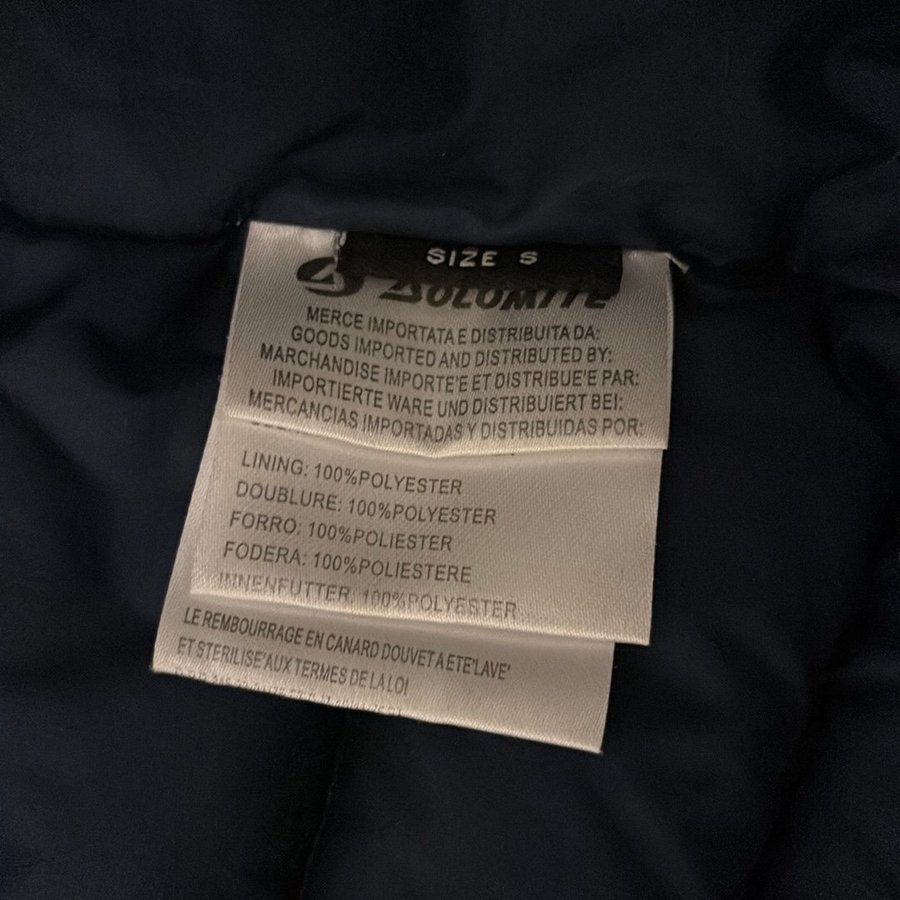 SIZE S
DOLOMITE
MERCE IMPORTATA E DISTRIBUITA DA:
GOODS IMPORTED AND DISTRIBUTED BY:
MARCHANDISE IMPORTE'E ET DISTRIBUE'E PAR:
IMPORTIERTE WARE UND DISTRIBUIERT BEI:
MERCANCIAS IMPORTADAS Y DISTRIBUIDAS POR:
LINING: 100%POLYESTER
DOUBLURE: 100%POLYESTER
FORRO: 100%POLIESTER
FODERA: 100%POLIESTERE
INNENFUTTER: 100%POLYESTER
LE REMBOURRAGE EN CANARD DOUVET A ETE'LAVE'
ET STERILISE'AUX TERMES DE LA LOI